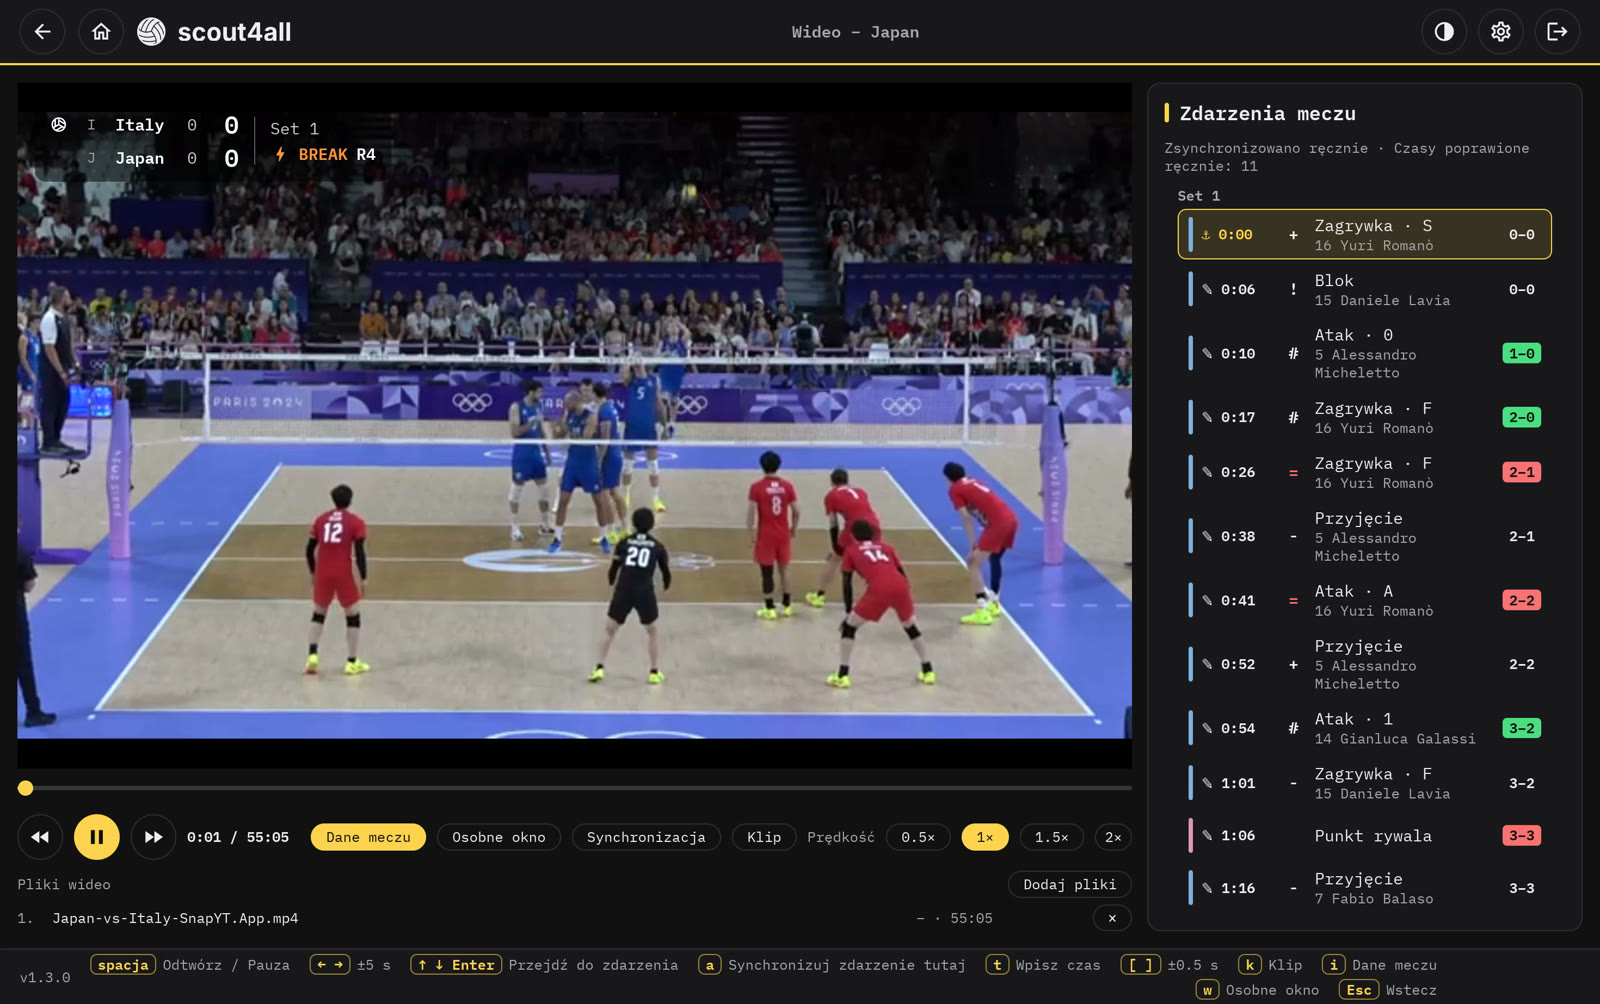 scout4all
Wideo – Japan
I Italy 0 0
J Japan 0 0
Set 1
BREAK R4
PARIS 2024
PARIS 2024
PARIS 2024
5
12
20
8
14
Zdarzenia meczu
Zsynchronizowano ręcznie · Czasy poprawione
ręcznie: 11
Set 1
0:00 + Zagrywka · S 0–0
16 Yuri Romanò
0:06 ! Blok 0–0
15 Daniele Lavia
0:10 # Atak · 0 1–0
5 Alessandro
Micheletto
0:17 # Zagrywka · F 2–0
16 Yuri Romanò
0:26 = Zagrywka · F 2–1
16 Yuri Romanò
0:38 - Przyjęcie 2–1
5 Alessandro
Micheletto
0:41 = Atak · A 2–2
16 Yuri Romanò
0:52 + Przyjęcie 2–2
5 Alessandro
Micheletto
0:54 # Atak · 1 3–2
14 Gianluca Galassi
1:01 - Zagrywka · F 3–2
15 Daniele Lavia
1:06 Punkt rywala 3–3
1:16 - Przyjęcie 3–3
7 Fabio Balaso
0:01 / 55:05 Dane meczu Osobne okno Synchronizacja Klip Prędkość 0.5× 1× 1.5× 2×
Pliki wideo Dodaj pliki
1. Japan-vs-Italy-SnapYT.App.mp4 – · 55:05 ×
v1.3.0
spacja Odtwórz / Pauza ← → ±5 s ↑ ↓ Enter Przejdź do zdarzenia a Synchronizuj zdarzenie tutaj t Wpisz czas [ ] ±0.5 s k Klip i Dane meczu
w Osobne okno Esc Wstecz